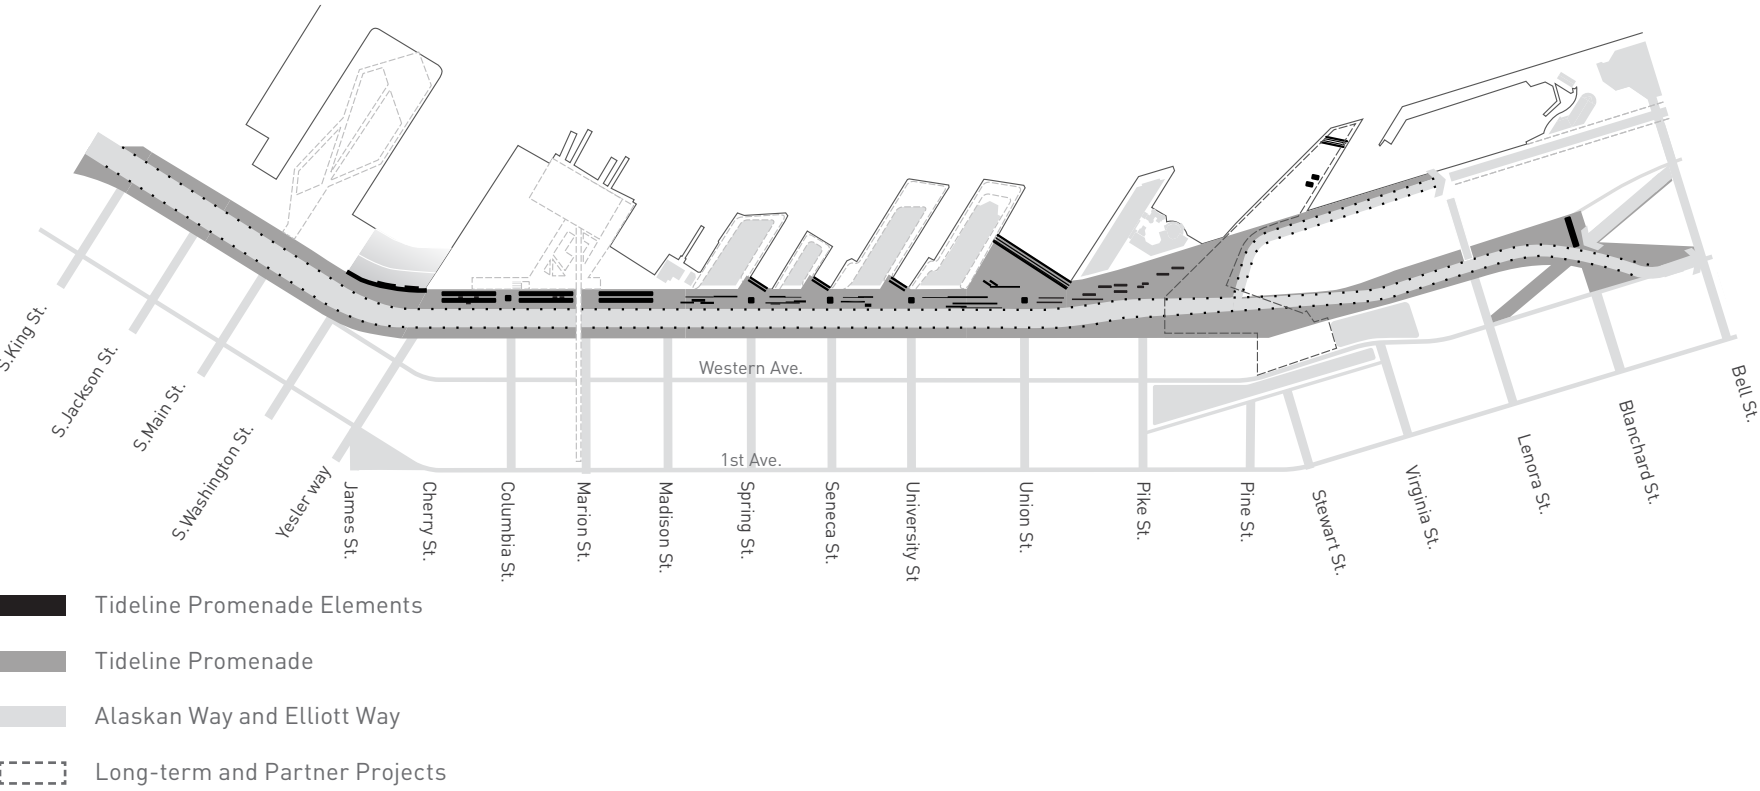 Western Ave.
1st Ave.
S.King St.
S.Jackson St.
S.Main St.
S.Washington St.
Yesler way
James St.
Cherry St.
Columbia St.
Marion St.
Madison St.
Spring St.
Seneca St.
University St
Union St.
Pike St.
Pine St.
Stewart St.
Virginia St.
Lenora St.
Blanchard St.
Bell St.
Tideline Promenade Elements
Tideline Promenade
Alaskan Way and Elliott Way
Long-term and Partner Projects